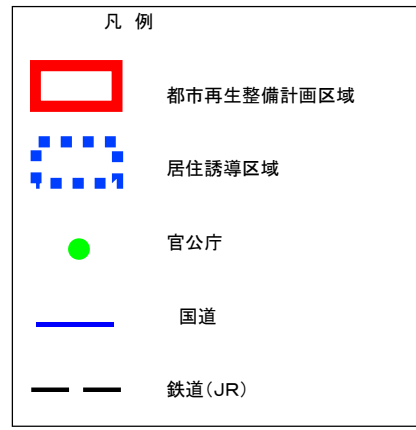 凡 例
都市再生整備計画区域
居住誘導区域
官公庁
国道
鉄道(JR)